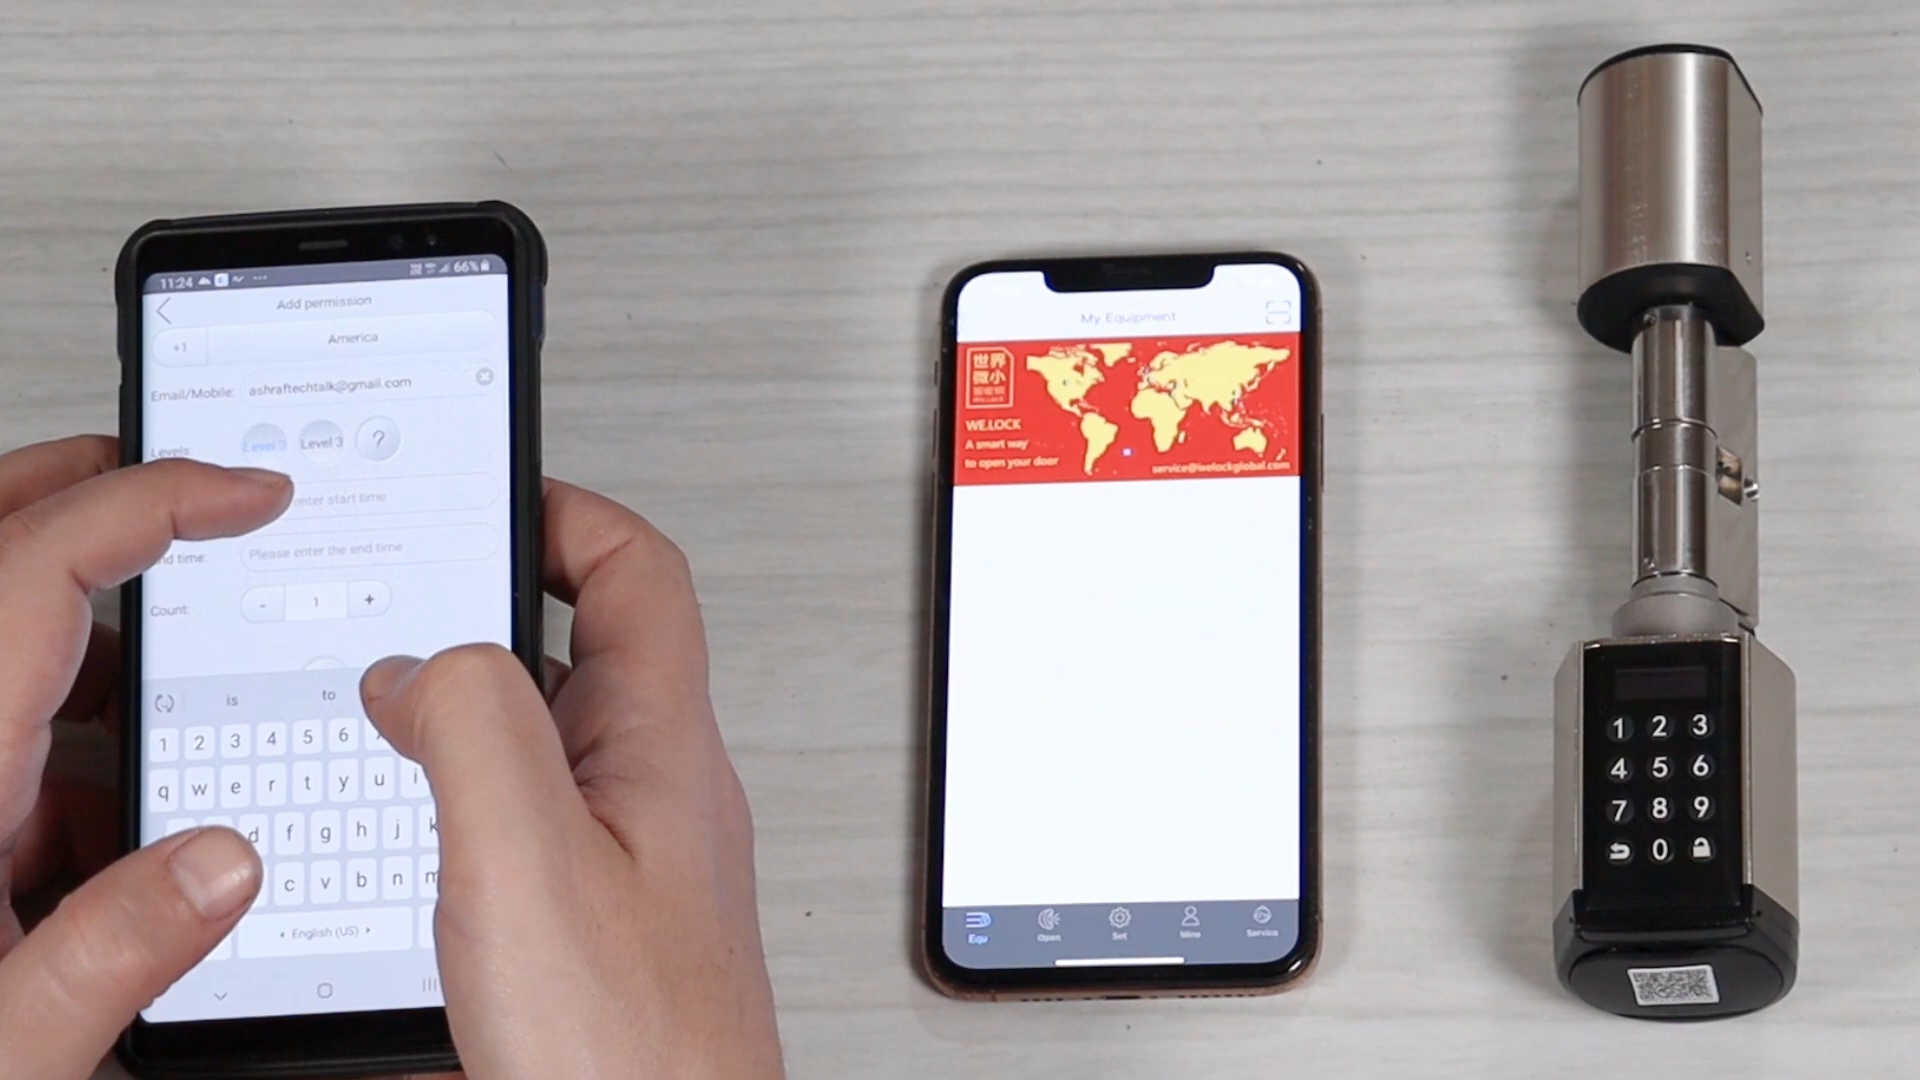 11:24
66%
Add permission
+1
America
Email/Mobile:
ashraftechtalk@gmail.com
Levels:
Level 2
Level 3
?
enter start time
nd time:
Please enter the end time
Count:
-
1
+
is
to
1 2 3 4 5 6
q w e r t y u i
d f g h j k
c v b n m
English (US)
My Equipment
世界
微小
WE.LOCK
A smart way
to open your door
service@welockglobal.com
Equ
Open
Set
Mine
Service
1 2 3
4 5 6
7 8 9
0